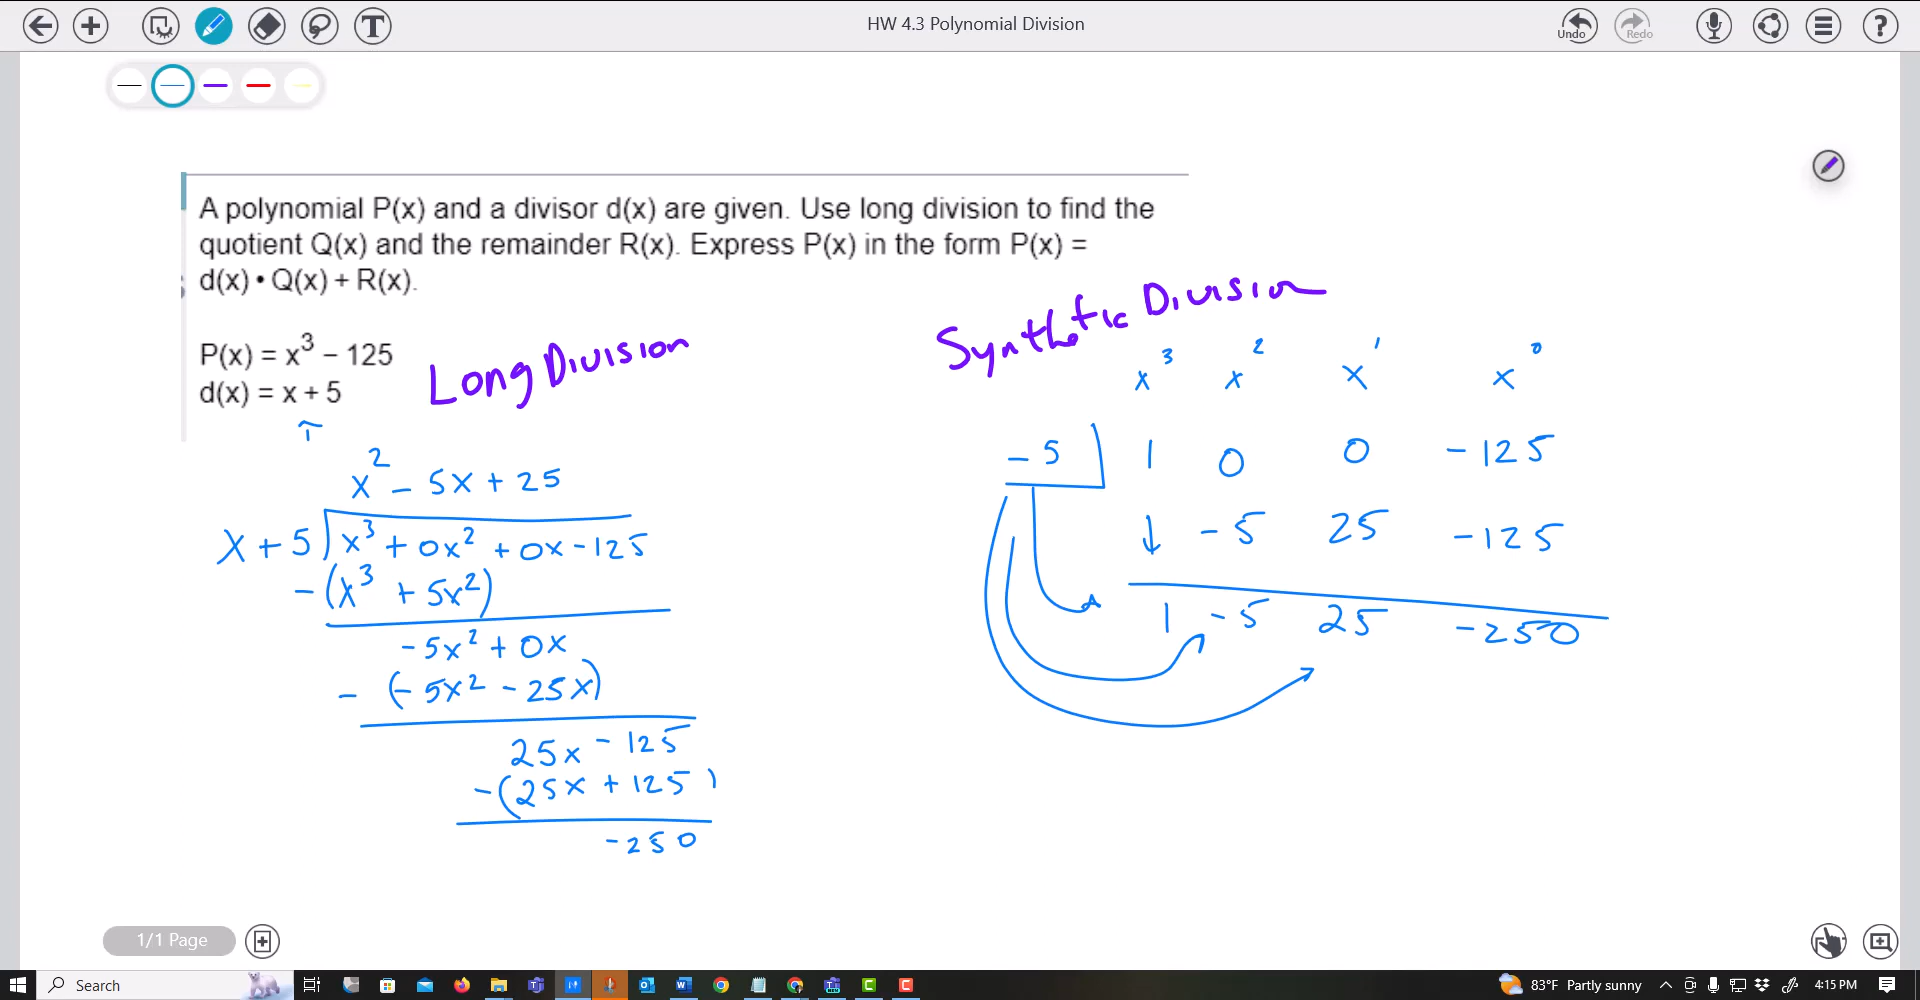 HW 4.3 Polynomial Division
Undo
Redo
A polynomial P(x) and a divisor d(x) are given. Use long division to find the
quotient Q(x) and the remainder R(x). Express P(x) in the form P(x) =
d(x) • Q(x) + R(x).
P(x) = x³ − 125
d(x) = x + 5
Long Division
x² - 5x + 25
x + 5 ) x³ + 0x² + 0x - 125
- (x³ + 5x²)
-5x² + 0x
- (-5x² - 25x)
25x - 125
-(25x + 125)
-250
Synthetic Division
x³ x² x¹ x⁰
-5 1 0 0 -125
↓ -5 25 -125
1 -5 25 -250
1/1 Page
Search
83°F Partly sunny
4:15 PM